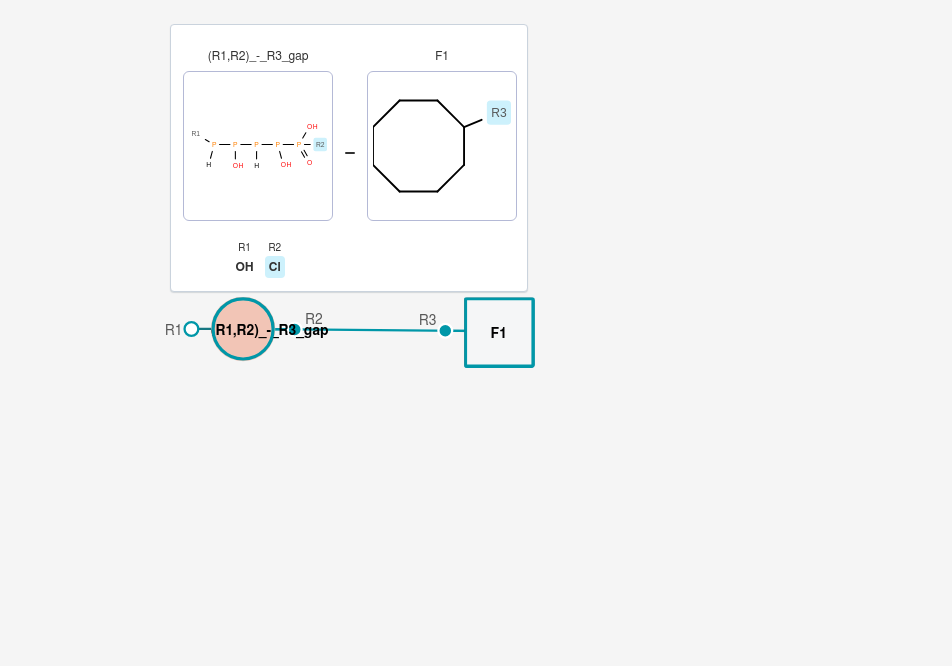 (R1,R2)_-_R3_gap F1
R1 P P P P P OH R2
H OH H OH O
R3
–
R1 R2
OH Cl
R1 R1,R2)_-_R3_gap R2 R3 F1